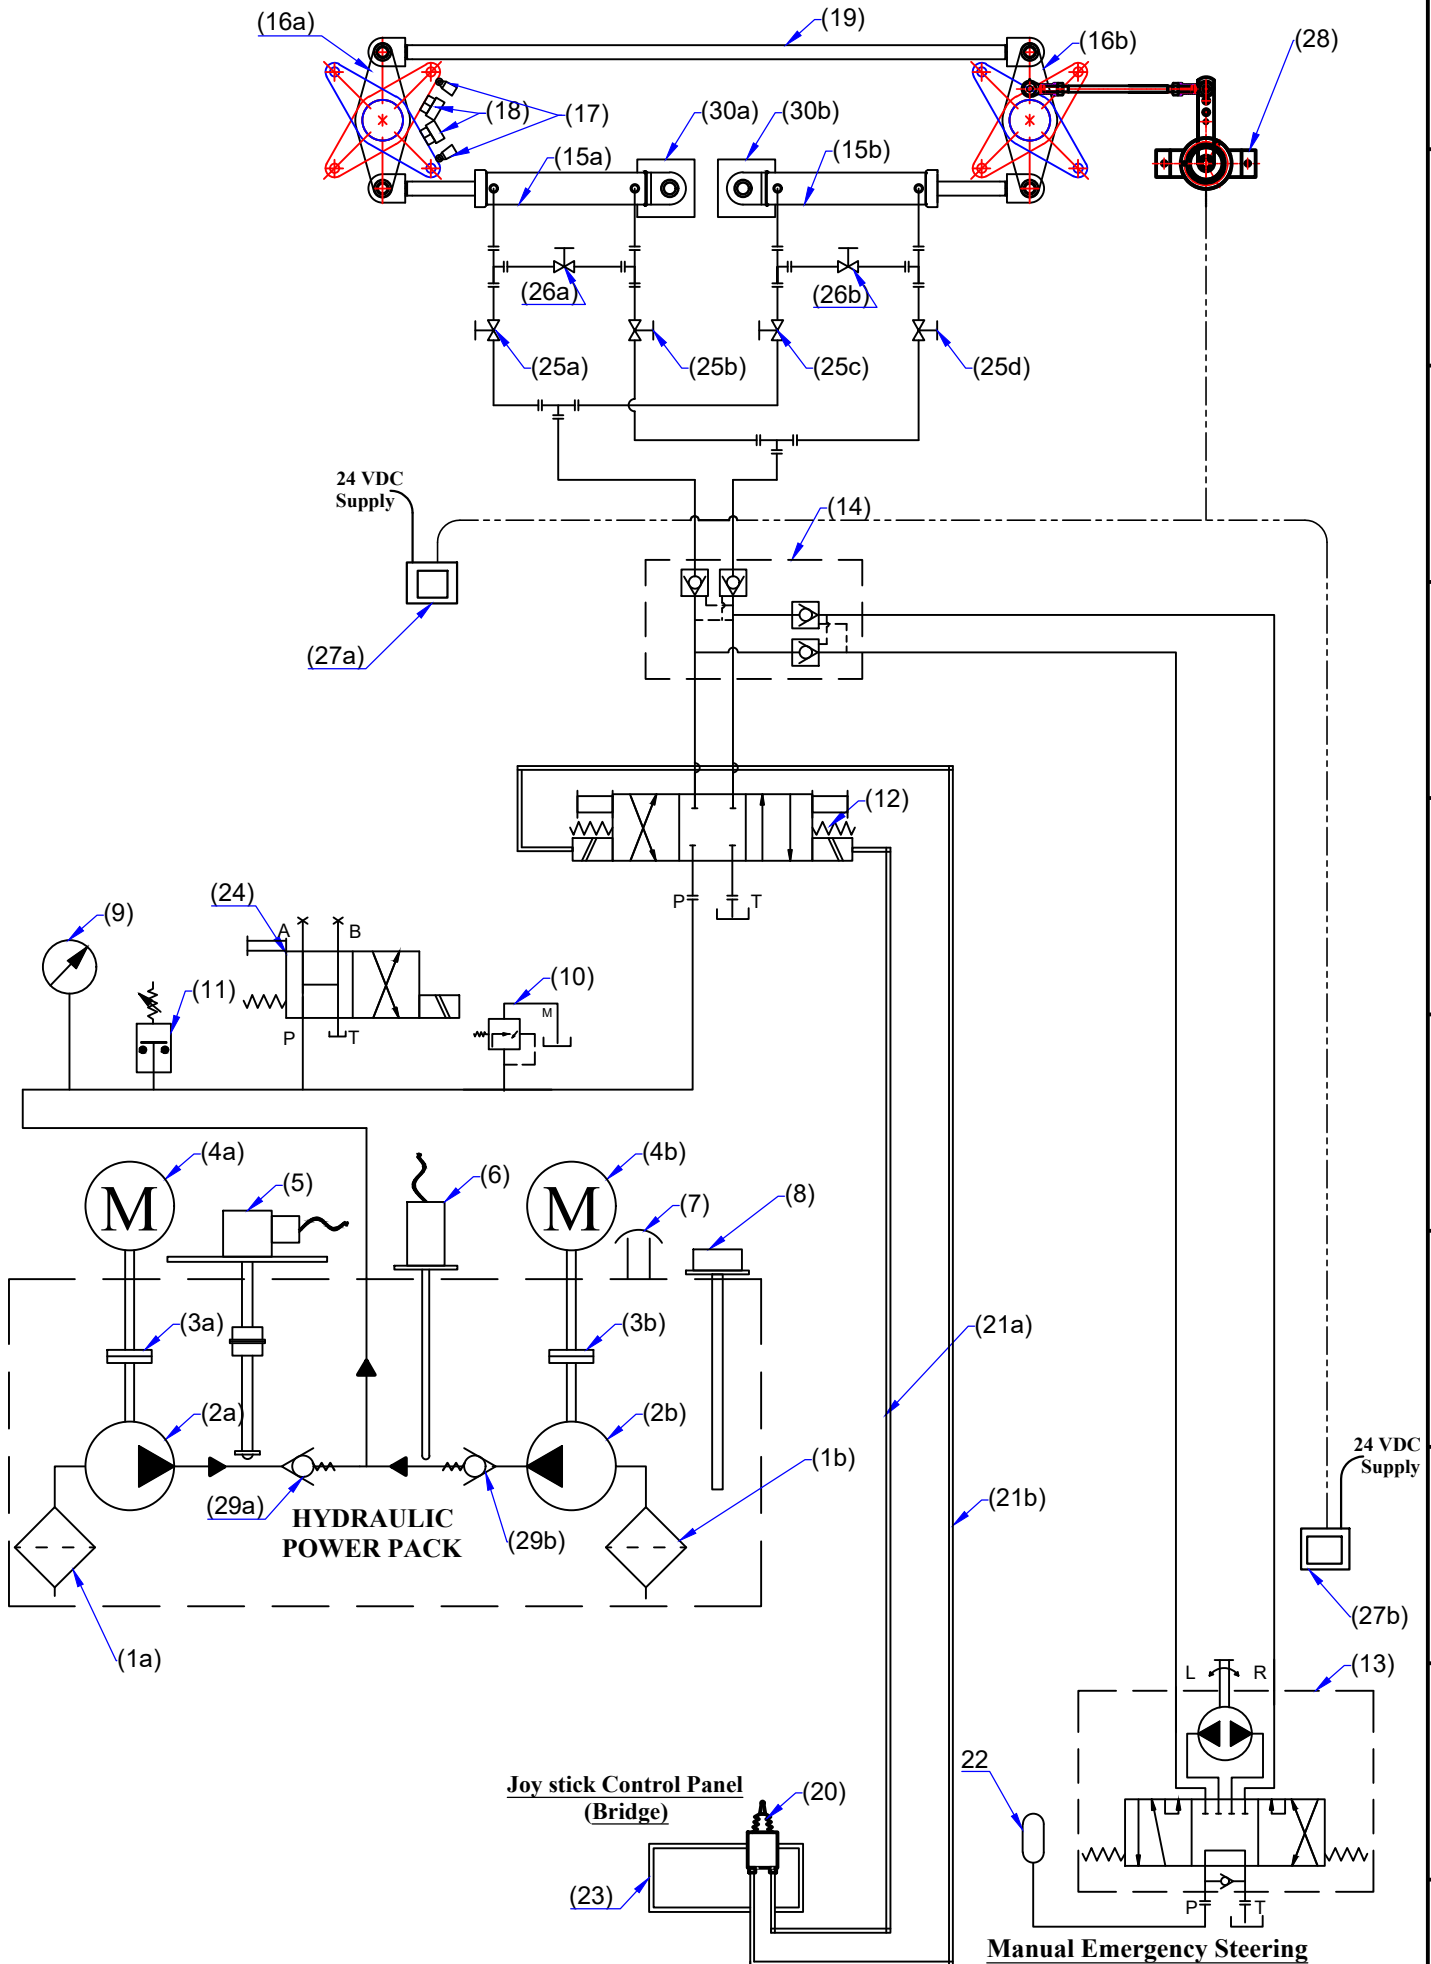 (16a)
(19)
(16b)
(28)
(18)
(17)
(30a)
(30b)
(15a)
(15b)
(26a)
(26b)
(25a)
(25b)
(25c)
(25d)
24 VDC
Supply
(14)
(27a)
(12)
P
T
(24)
(9)
A
B
(11)
(10)
M
P
T
(4a)
(4b)
(5)
(6)
(7)
(8)
M
M
(3a)
(3b)
(21a)
(2a)
(2b)
(1b)
24 VDC
Supply
(29a)
HYDRAULIC
POWER PACK
(29b)
(21b)
(27b)
(1a)
L
R
(13)
22
Joy stick Control Panel
(Bridge)
(20)
(23)
P
T
Manual Emergency Steering